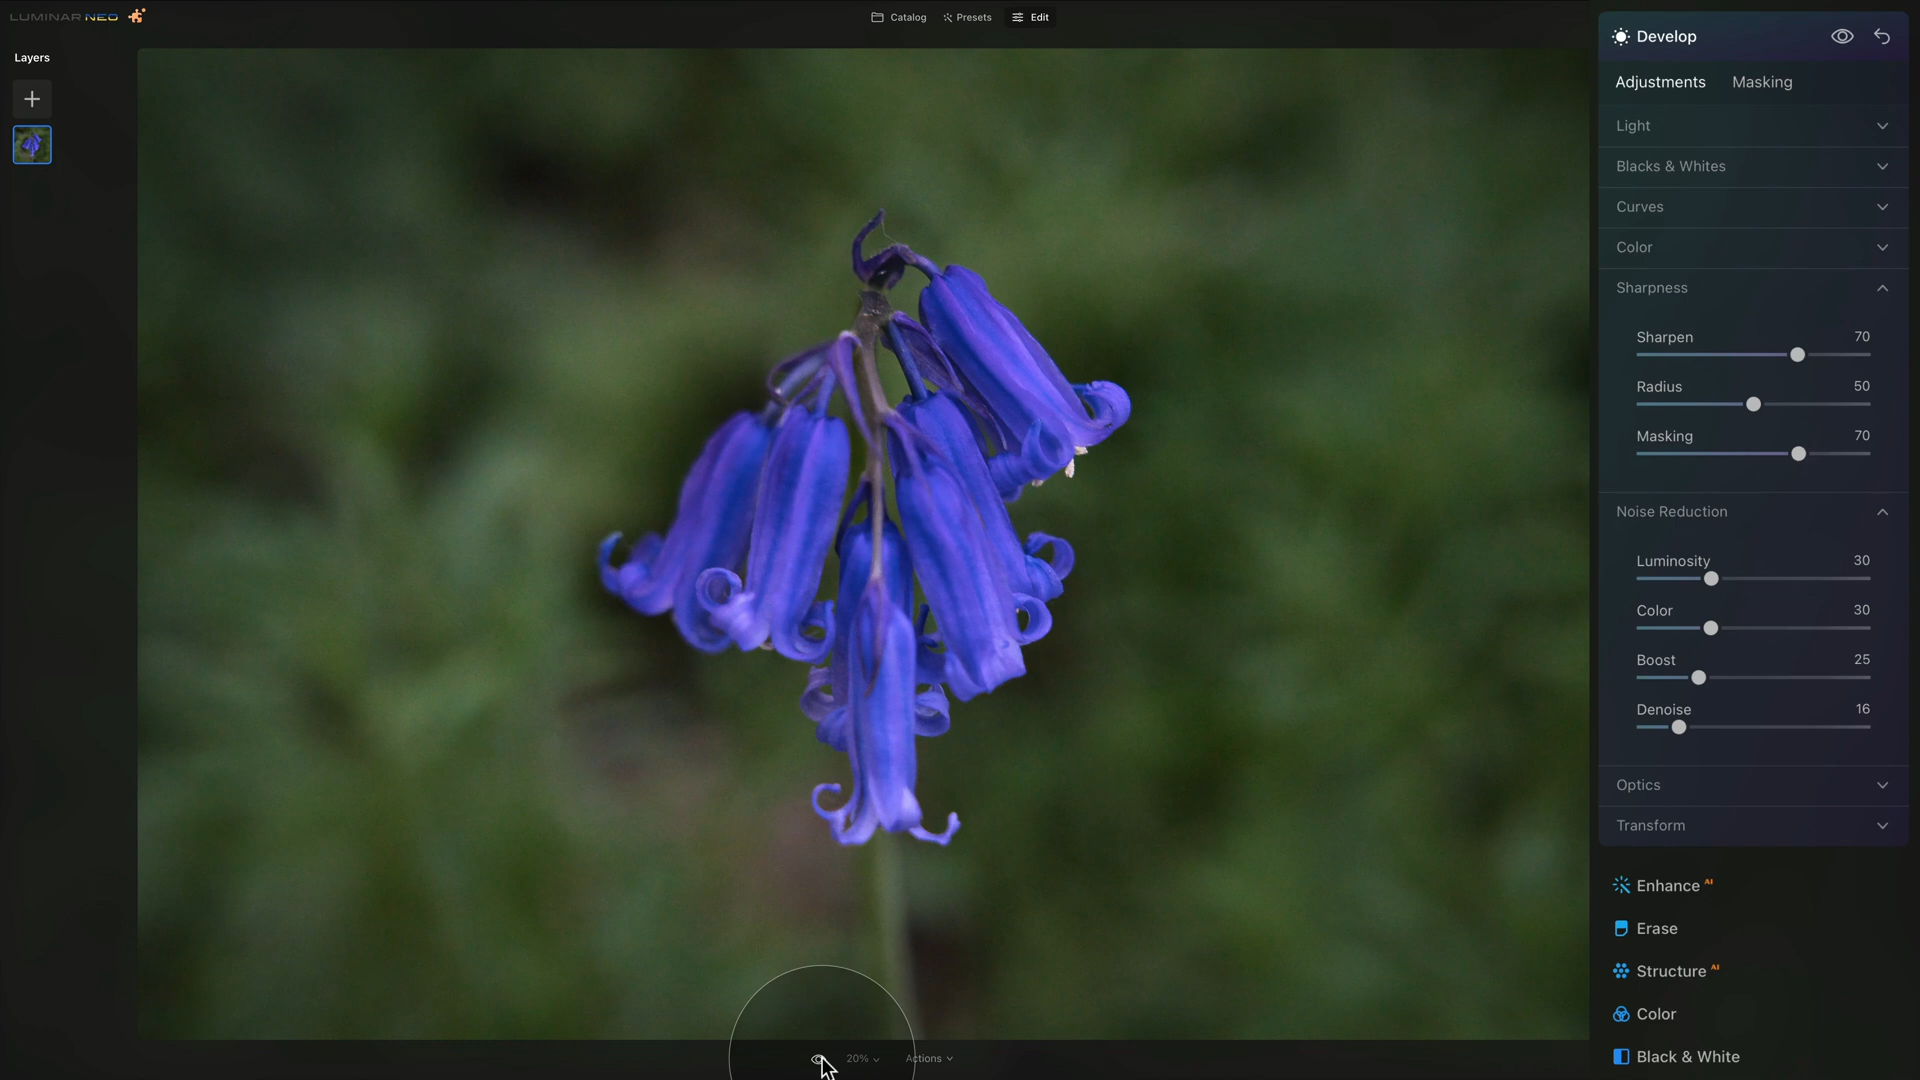 LUMINAR NEO
Catalog
Presets
Edit
Layers
Develop
Adjustments
Masking
Light
Blacks & Whites
Curves
Color
Sharpness
Sharpen 70
Radius 50
Masking 70
Noise Reduction
Luminosity 30
Color 30
Boost 25
Denoise 16
Optics
Transform
Enhance AI
Erase
Structure AI
Color
Black & White
20%
Actions